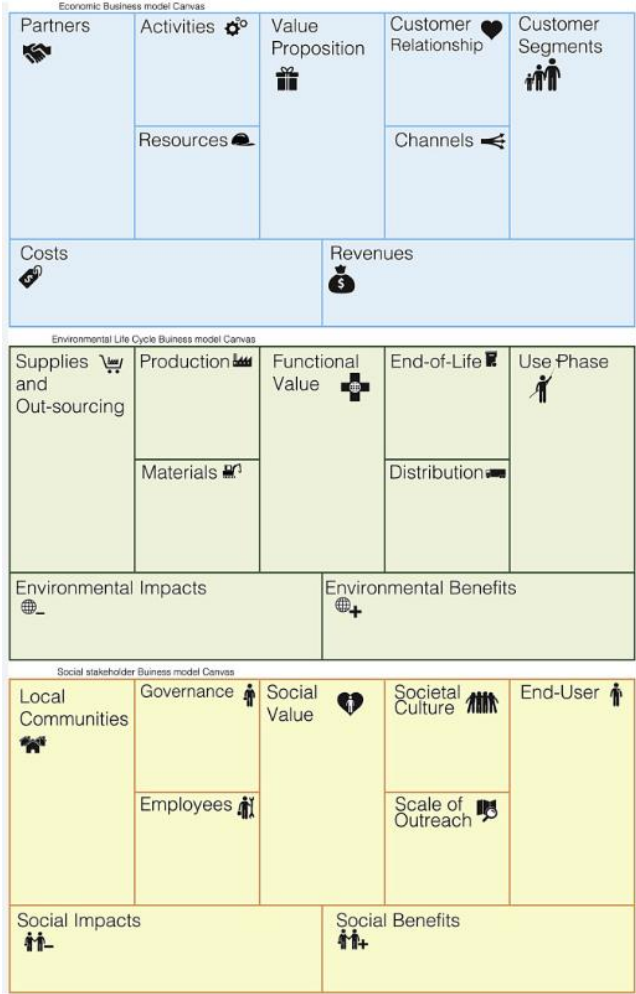 Economic Business model Canvas
Partners
Activities
Value
Proposition
Customer
Relationship
Customer
Segments
Resources
Channels
Costs
$
Revenues
$
Environmental Life Cycle Buiness model Canvas
Supplies
and
Out-sourcing
Production
Functional
Value
End-of-Life
Use Phase
Materials
Distribution
Environmental Impacts
Environmental Benefits
Social stakeholder Buiness model Canvas
Local
Communities
Governance
Social
Value
Societal
Culture
End-User
Employees
Scale of
Outreach
Social Impacts
Social Benefits